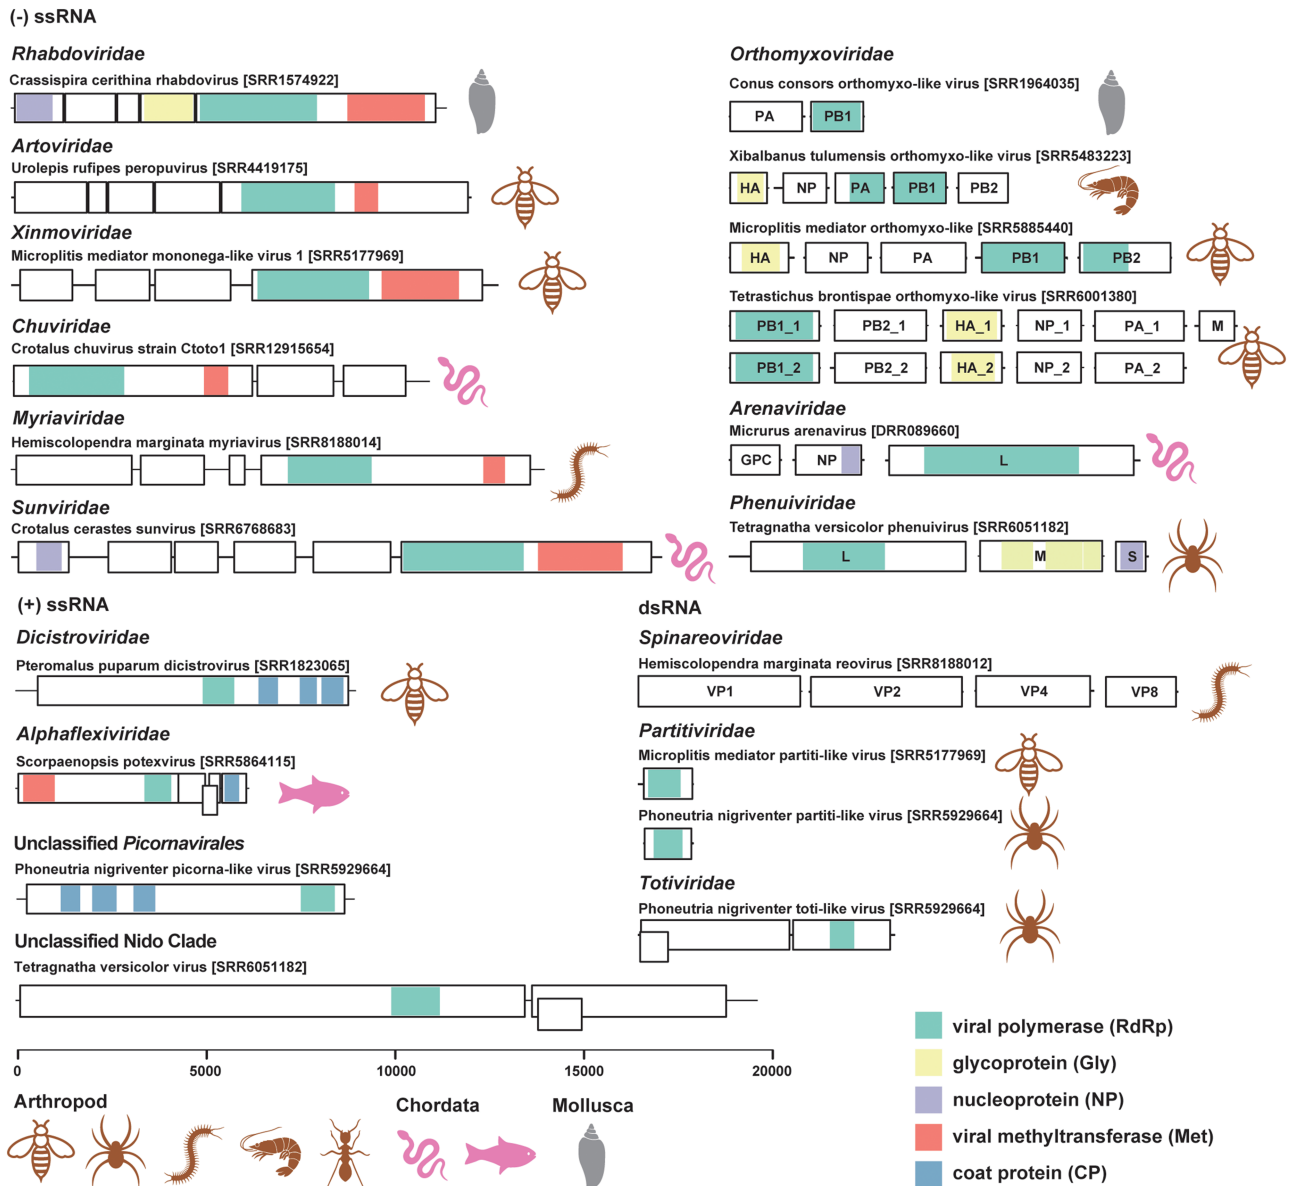 (-) ssRNA
Rhabdoviridae
Crassispira cerithina rhabdovirus [SRR1574922]
Artoviridae
Urolepis rufipes peropuvirus [SRR4419175]
Xinmoviridae
Microplitis mediator mononega-like virus 1 [SRR5177969]
Chuviridae
Crotalus chuvirus strain Ctoto1 [SRR12915654]
Myriaviridae
Hemiscolopendra marginata myriavirus [SRR8188014]
Sunviridae
Crotalus cerastes sunvirus [SRR6768683]
Orthomyxoviridae
Conus consors orthomyxo-like virus [SRR1964035]
PA PB1
Xibalbanus tulumensis orthomyxo-like virus [SRR5483223]
HA NP PA PB1 PB2
Microplitis mediator orthomyxo-like [SRR5885440]
HA NP PA PB1 PB2
Tetrastichus brontispae orthomyxo-like virus [SRR6001380]
PB1_1 PB2_1 HA_1 NP_1 PA_1 M
PB1_2 PB2_2 HA_2 NP_2 PA_2
Arenaviridae
Micrurus arenavirus [DRR089660]
GPC NP L
Phenuiviridae
Tetragnatha versicolor phenuivirus [SRR6051182]
L M S
(+) ssRNA
Dicistroviridae
Pteromalus puparum dicistrovirus [SRR1823065]
Alphaflexiviridae
Scorpaenopsis potexvirus [SRR5864115]
Unclassified Picornavirales
Phoneutria nigriventer picorna-like virus [SRR5929664]
Unclassified Nido Clade
Tetragnatha versicolor virus [SRR6051182]
dsRNA
Spinareoviridae
Hemiscolopendra marginata reovirus [SRR8188012]
VP1 VP2 VP4 VP8
Partitiviridae
Microplitis mediator partiti-like virus [SRR5177969]
Phoneutria nigriventer partiti-like virus [SRR5929664]
Totiviridae
Phoneutria nigriventer toti-like virus [SRR5929664]
0 5000 10000 15000 20000
Arthropod Chordata Mollusca
viral polymerase (RdRp)
glycoprotein (Gly)
nucleoprotein (NP)
viral methyltransferase (Met)
coat protein (CP)